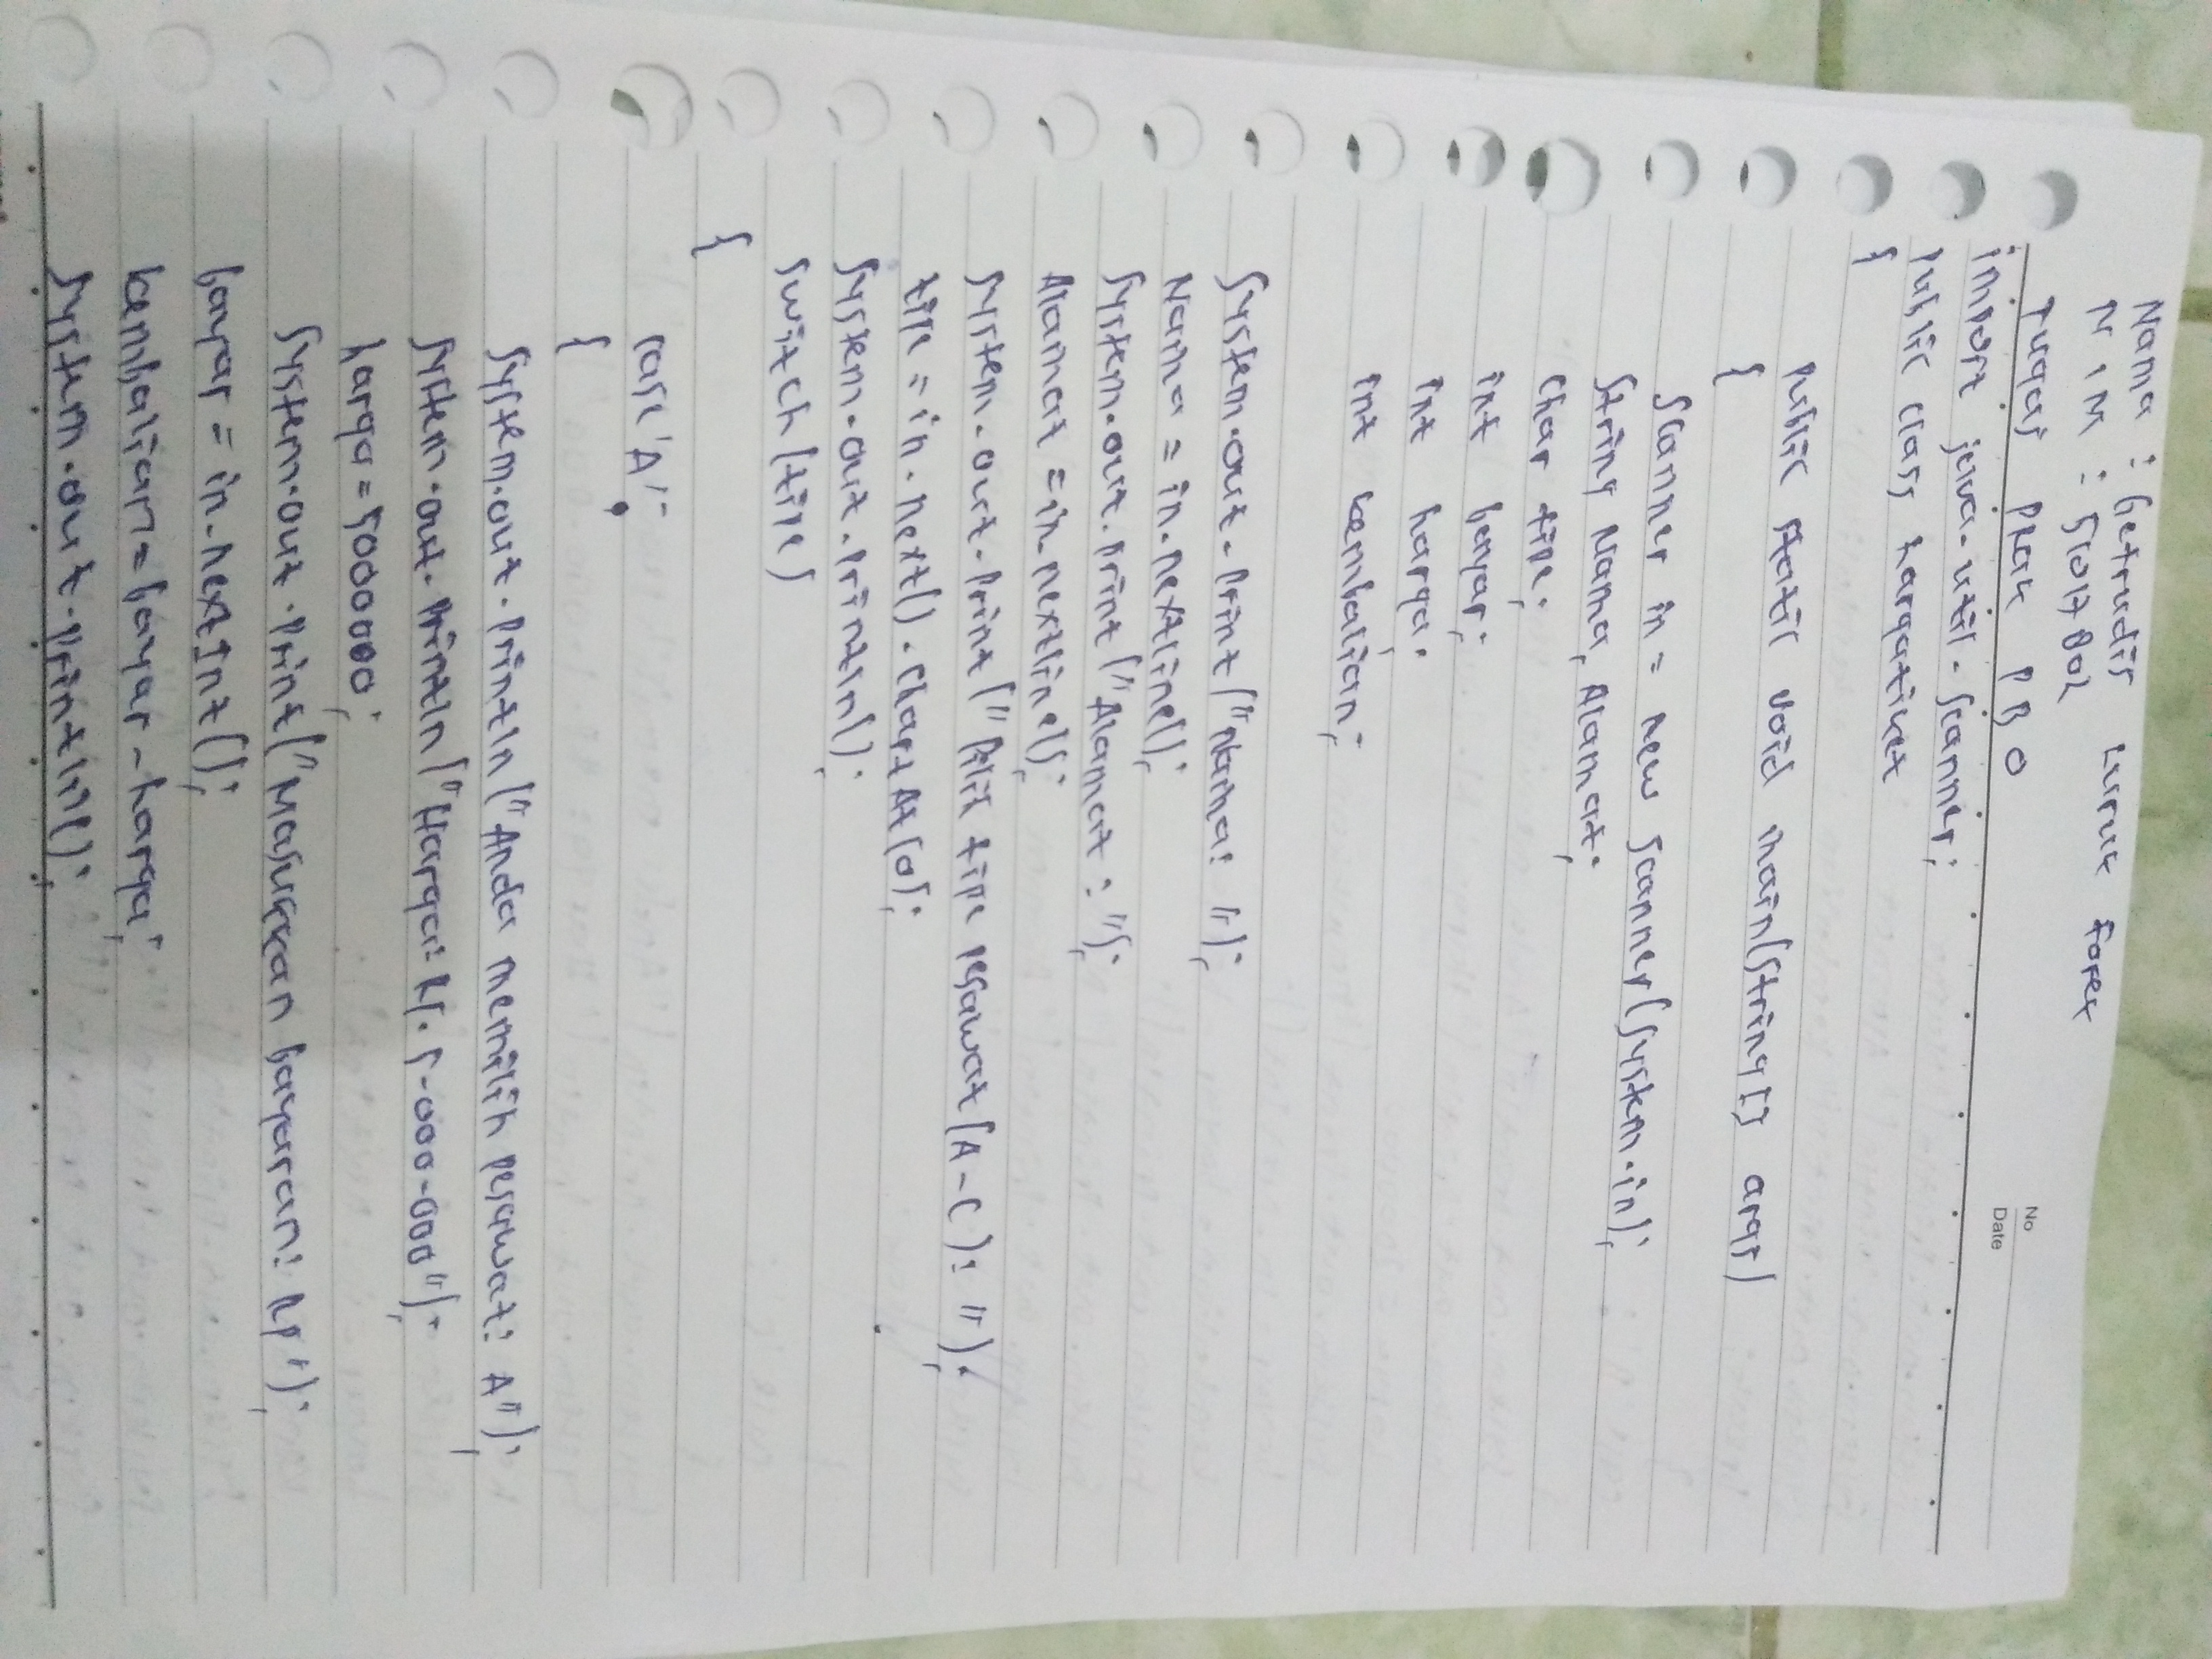 Nama : Getrudis Luruk Forek
NIM : 51017802
Tugas PRAK PBO
No
Date
import java.util.Scanner;
public class hargatiket
{
public static void main(String[] args)
{
Scanner in = new Scanner(System.in);
String Nama, Alamat;
Char tipe;
int bayar;
int harga;
int kembalian;
System.out.print("Nama: ");
Nama = in.nextline();
System.out.print("Alamat : ");
Alamat = in.nextline();
System.out.print("Pilih tipe pesawat (A-C): ");
tipe = in.next().charAt(0);
System.out.println();
switch (tipe)
{
case 'A':
{
System.out.println("Anda memilih pesawat: A");
System.out.println("Harga: Rp.5.000.000");
harga = 5000000;
System.out.print("Masukkan bayaran: Rp");
bayar = in.nextInt();
kembalian = bayar - harga;
System.out.println();